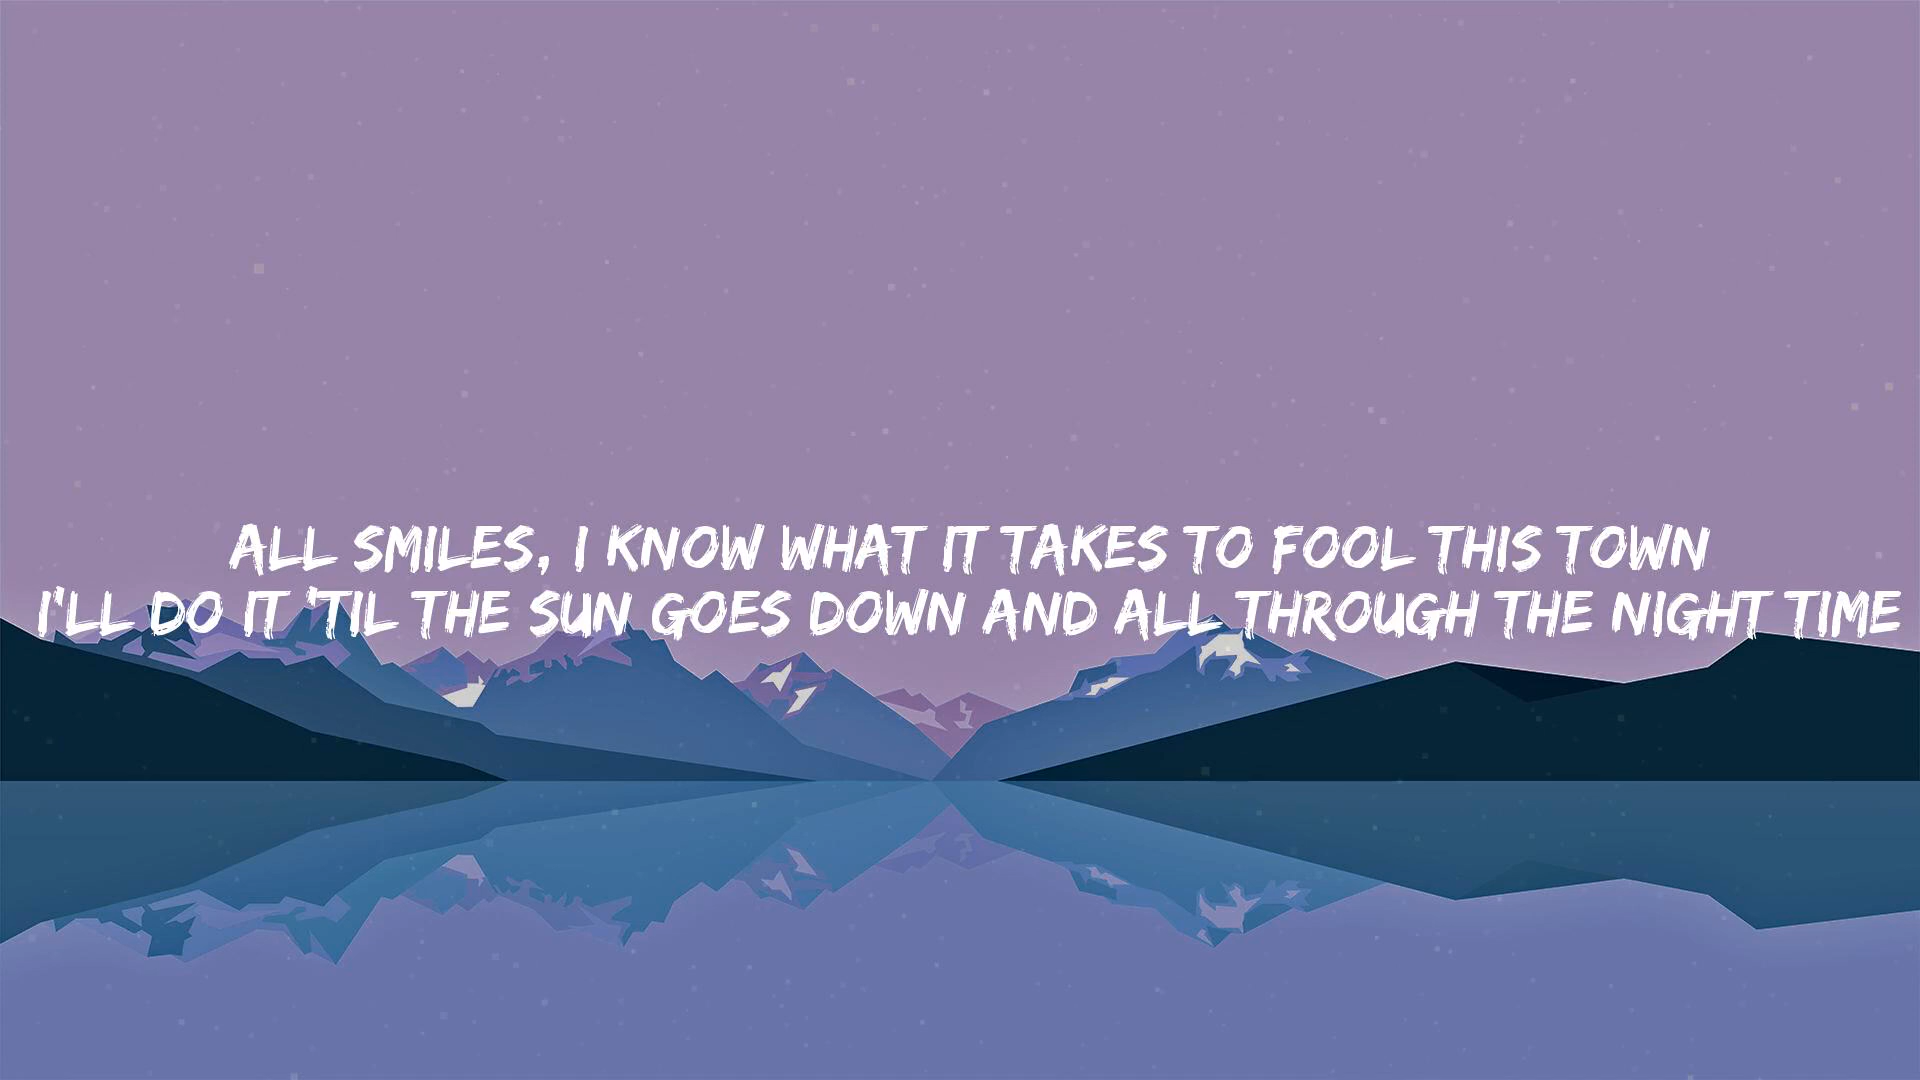 ALL SMILES, I KNOW WHAT IT TAKES TO FOOL THIS TOWN
I'LL DO IT 'TIL THE SUN GOES DOWN AND ALL THROUGH THE NIGHT TIME